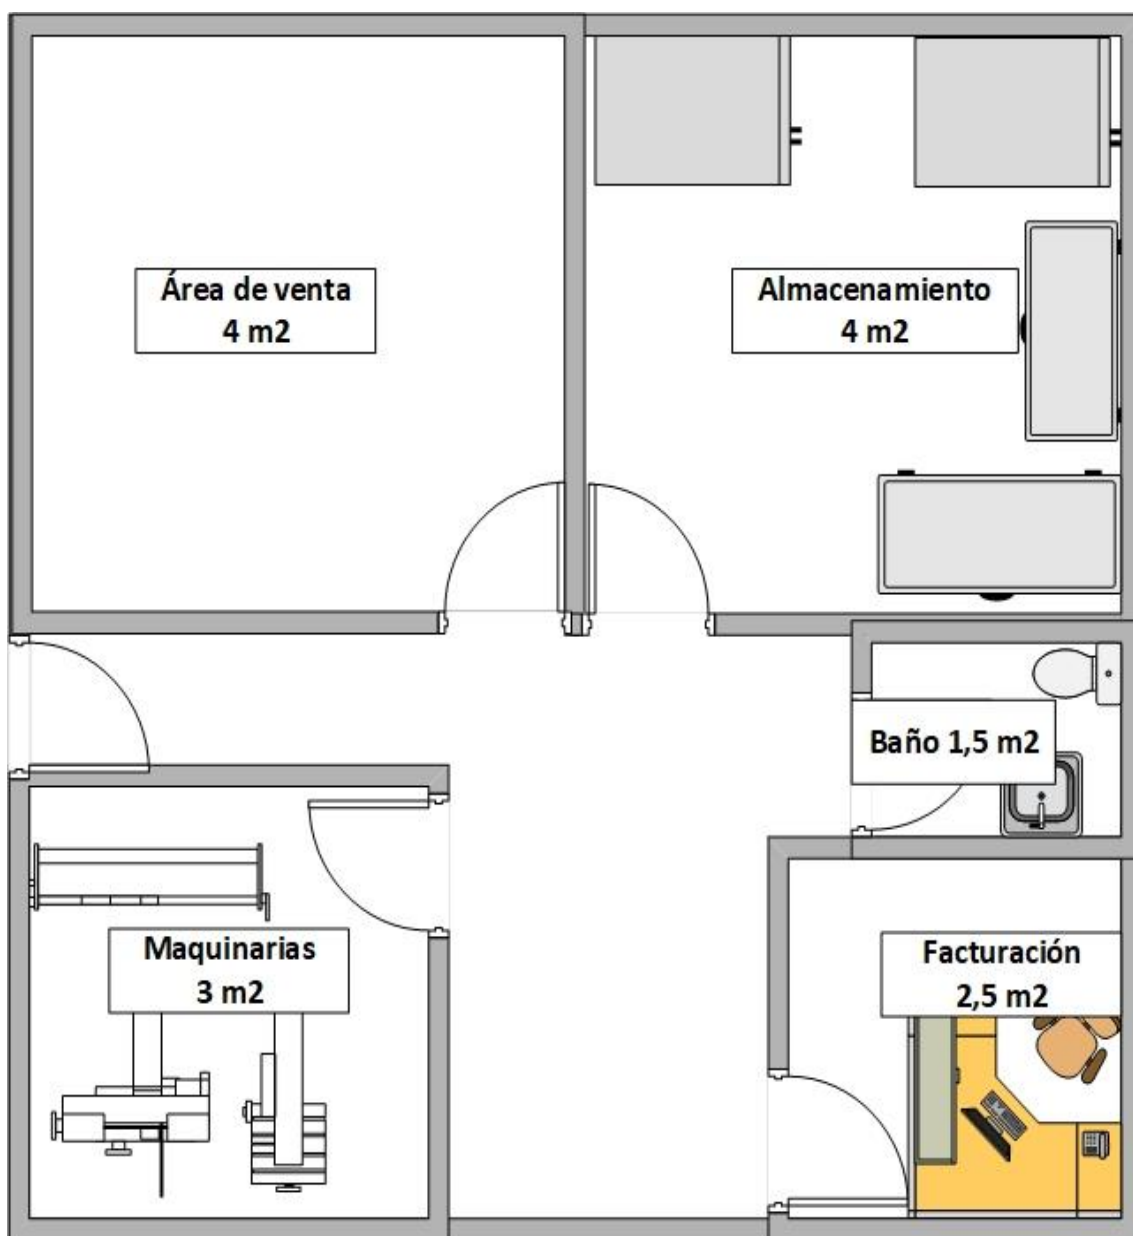 Área de venta
4 m2
Almacenamiento
4 m2
Baño 1,5 m2
Maquinarias
3 m2
Facturación
2,5 m2